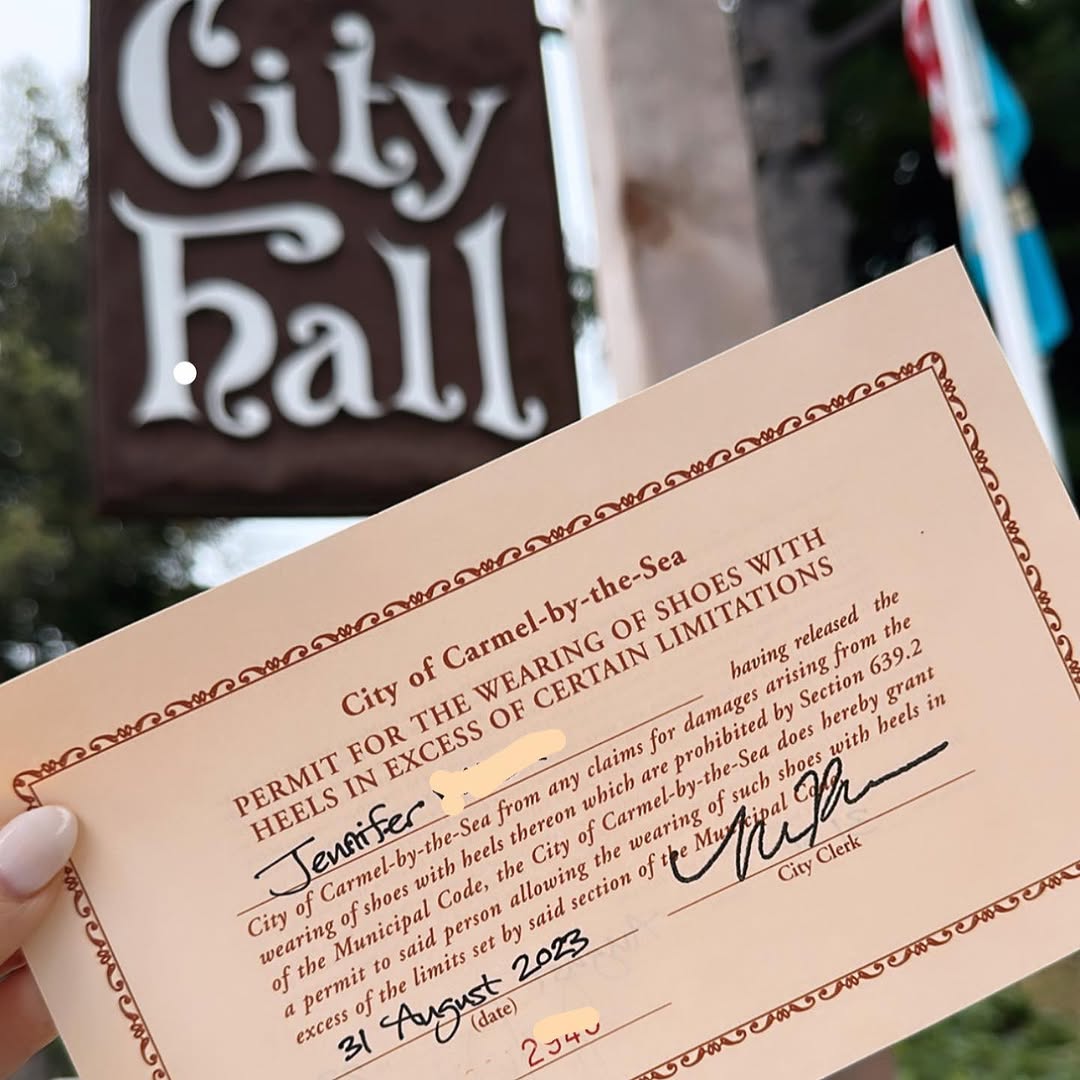 City
hall
City of Carmel-by-the-Sea
PERMIT FOR THE WEARING OF SHOES WITH
HEELS IN EXCESS OF CERTAIN LIMITATIONS
Jennifer having released the
City of Carmel-by-the-Sea from any claims for damages arising from the
wearing of shoes with heels thereon which are prohibited by Section 639.2
of the Municipal Code, the City of Carmel-by-the-Sea does hereby grant
a permit to said person allowing the wearing of such shoes with heels in
excess of the limits set by said section of the Municipal Code.
31 August 2023
(date)
City Clerk